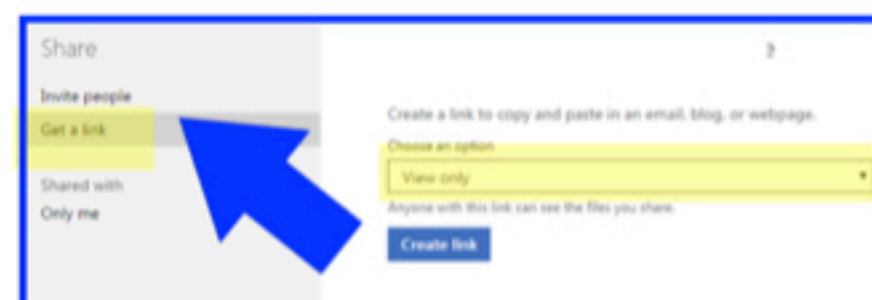 Share
Invite people
Get a link
Shared with
Only me
Create a link to copy and paste in an email, blog, or webpage.
Choose an option
View only
Anyone with this link can see the files you share.
Create link